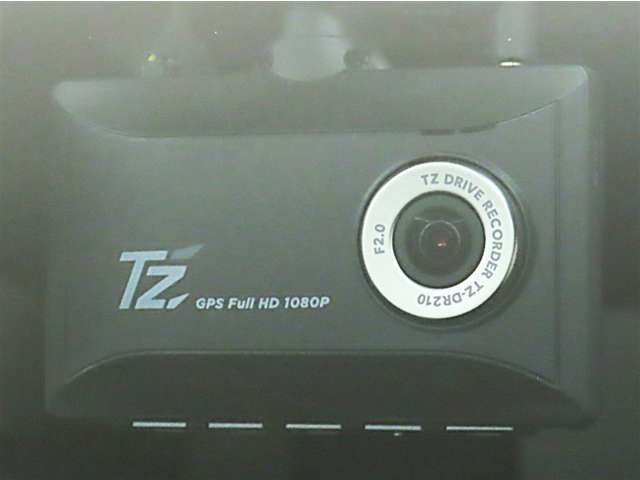 TZ DRIVE RECORDER TZ-DR210
F2.0
TZ
GPS Full HD 1080P